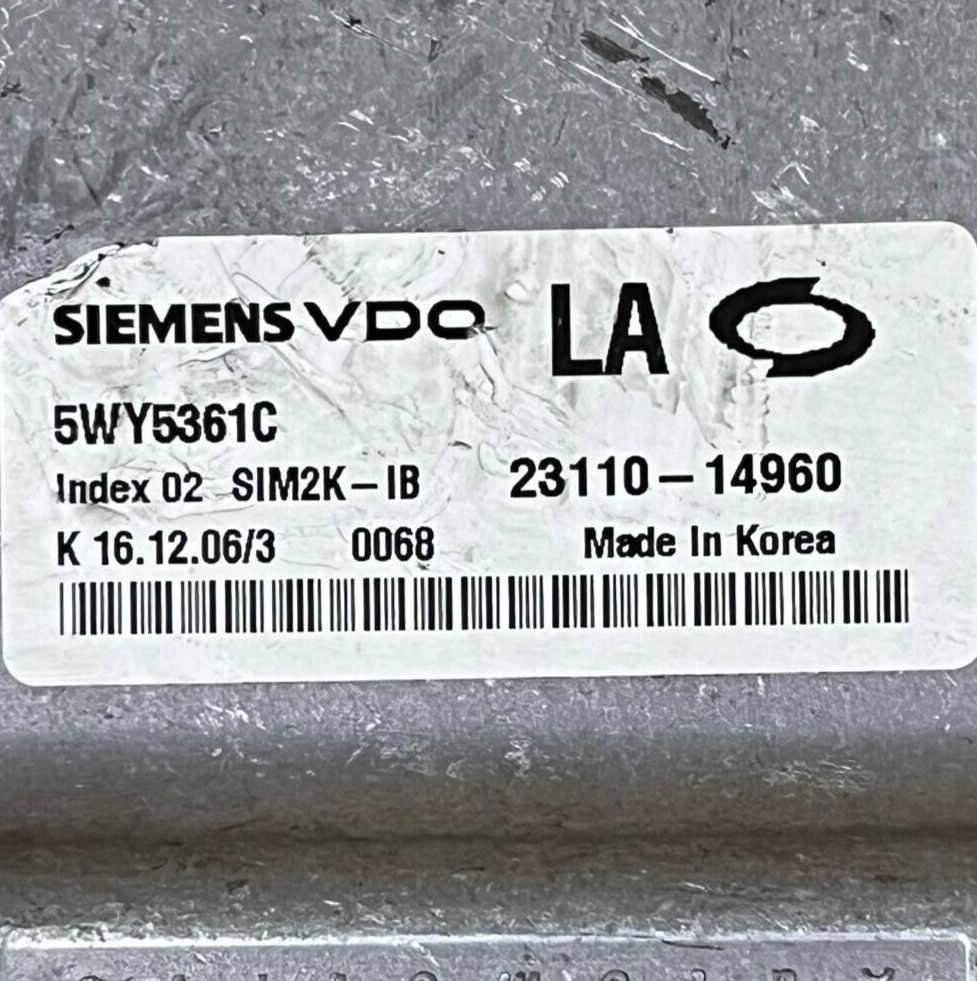 SIEMENS VDO LA
5WY5361C
Index 02 SIM2K-IB 23110-14960
K 16.12.06/3 0068 Made In Korea